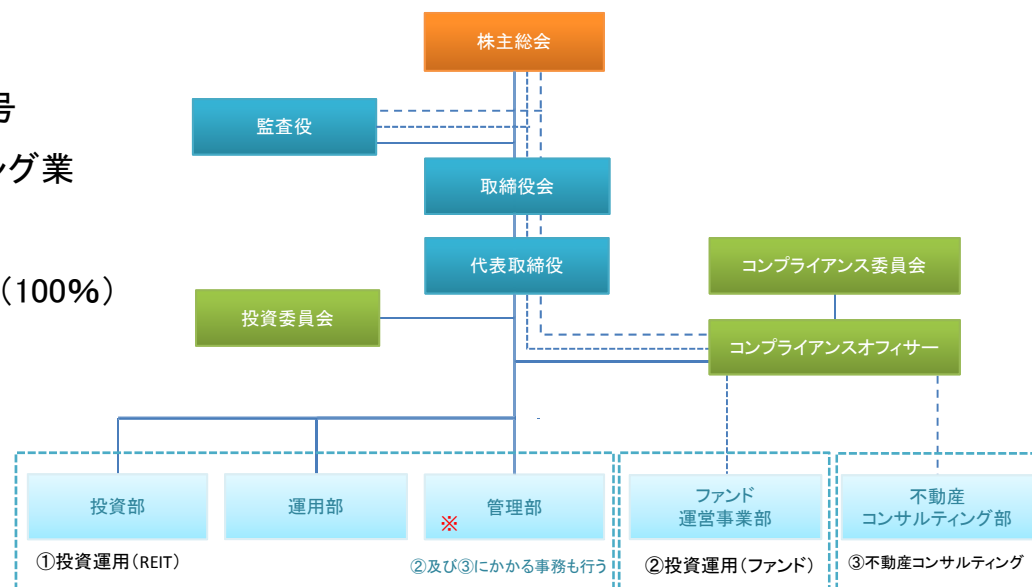 株主総会
号
監査役
ング業
取締役会
代表取締役
コンプライアンス委員会
(100%)
投資委員会
コンプライアンスオフィサー
投資部
運用部
※
管理部
ファンド
運営事業部
不動産
コンサルティング部
①投資運用(REIT)
②及び③にかかる事務も行う
②投資運用(ファンド)
③不動産コンサルティング